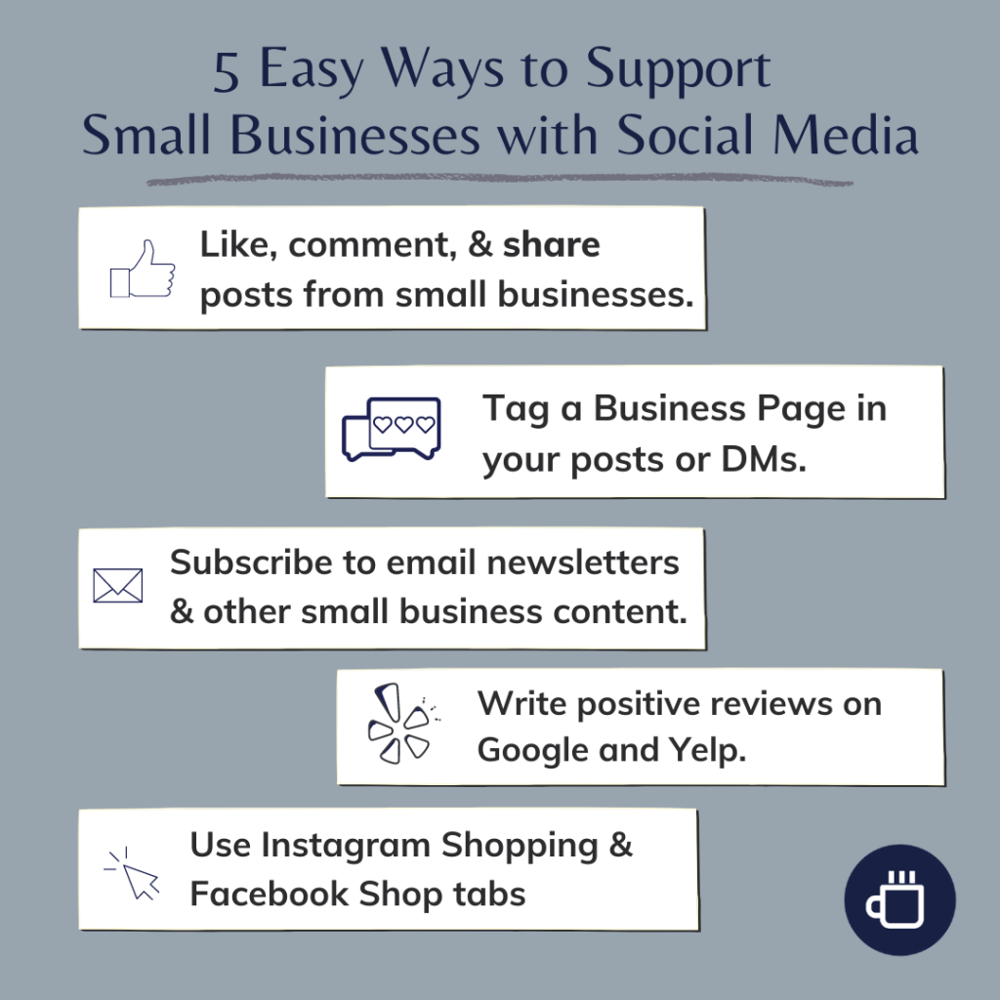 5 Easy Ways to Support
Small Businesses with Social Media
Like, comment, & share
posts from small businesses.
Tag a Business Page in
your posts or DMs.
Subscribe to email newsletters
& other small business content.
Write positive reviews on
Google and Yelp.
Use Instagram Shopping &
Facebook Shop tabs